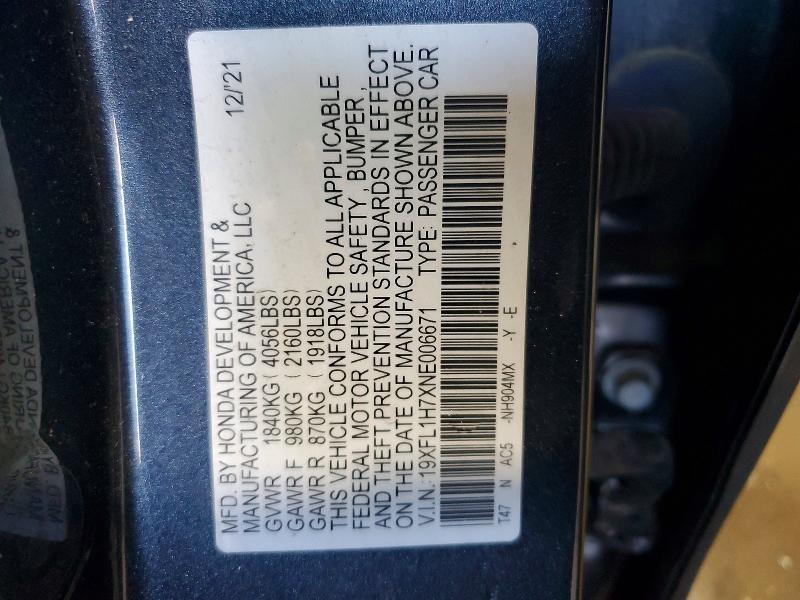 12/'21
MFD. BY HONDA DEVELOPMENT &
MANUFACTURING OF AMERICA, LLC
GVWR 1840KG ( 4056LBS)
GAWR F 980KG ( 2160LBS)
GAWR R 870KG ( 1918LBS)
THIS VEHICLE CONFORMS TO ALL APPLICABLE
FEDERAL MOTOR VEHICLE SAFETY, BUMPER,
AND THEFT PREVENTION STANDARDS IN EFFECT
ON THE DATE OF MANUFACTURE SHOWN ABOVE.
V.I.N.: 19XFL1H7XNE006671 TYPE: PASSENGER CAR
T47 N AC5 -NH904MX -Y -E